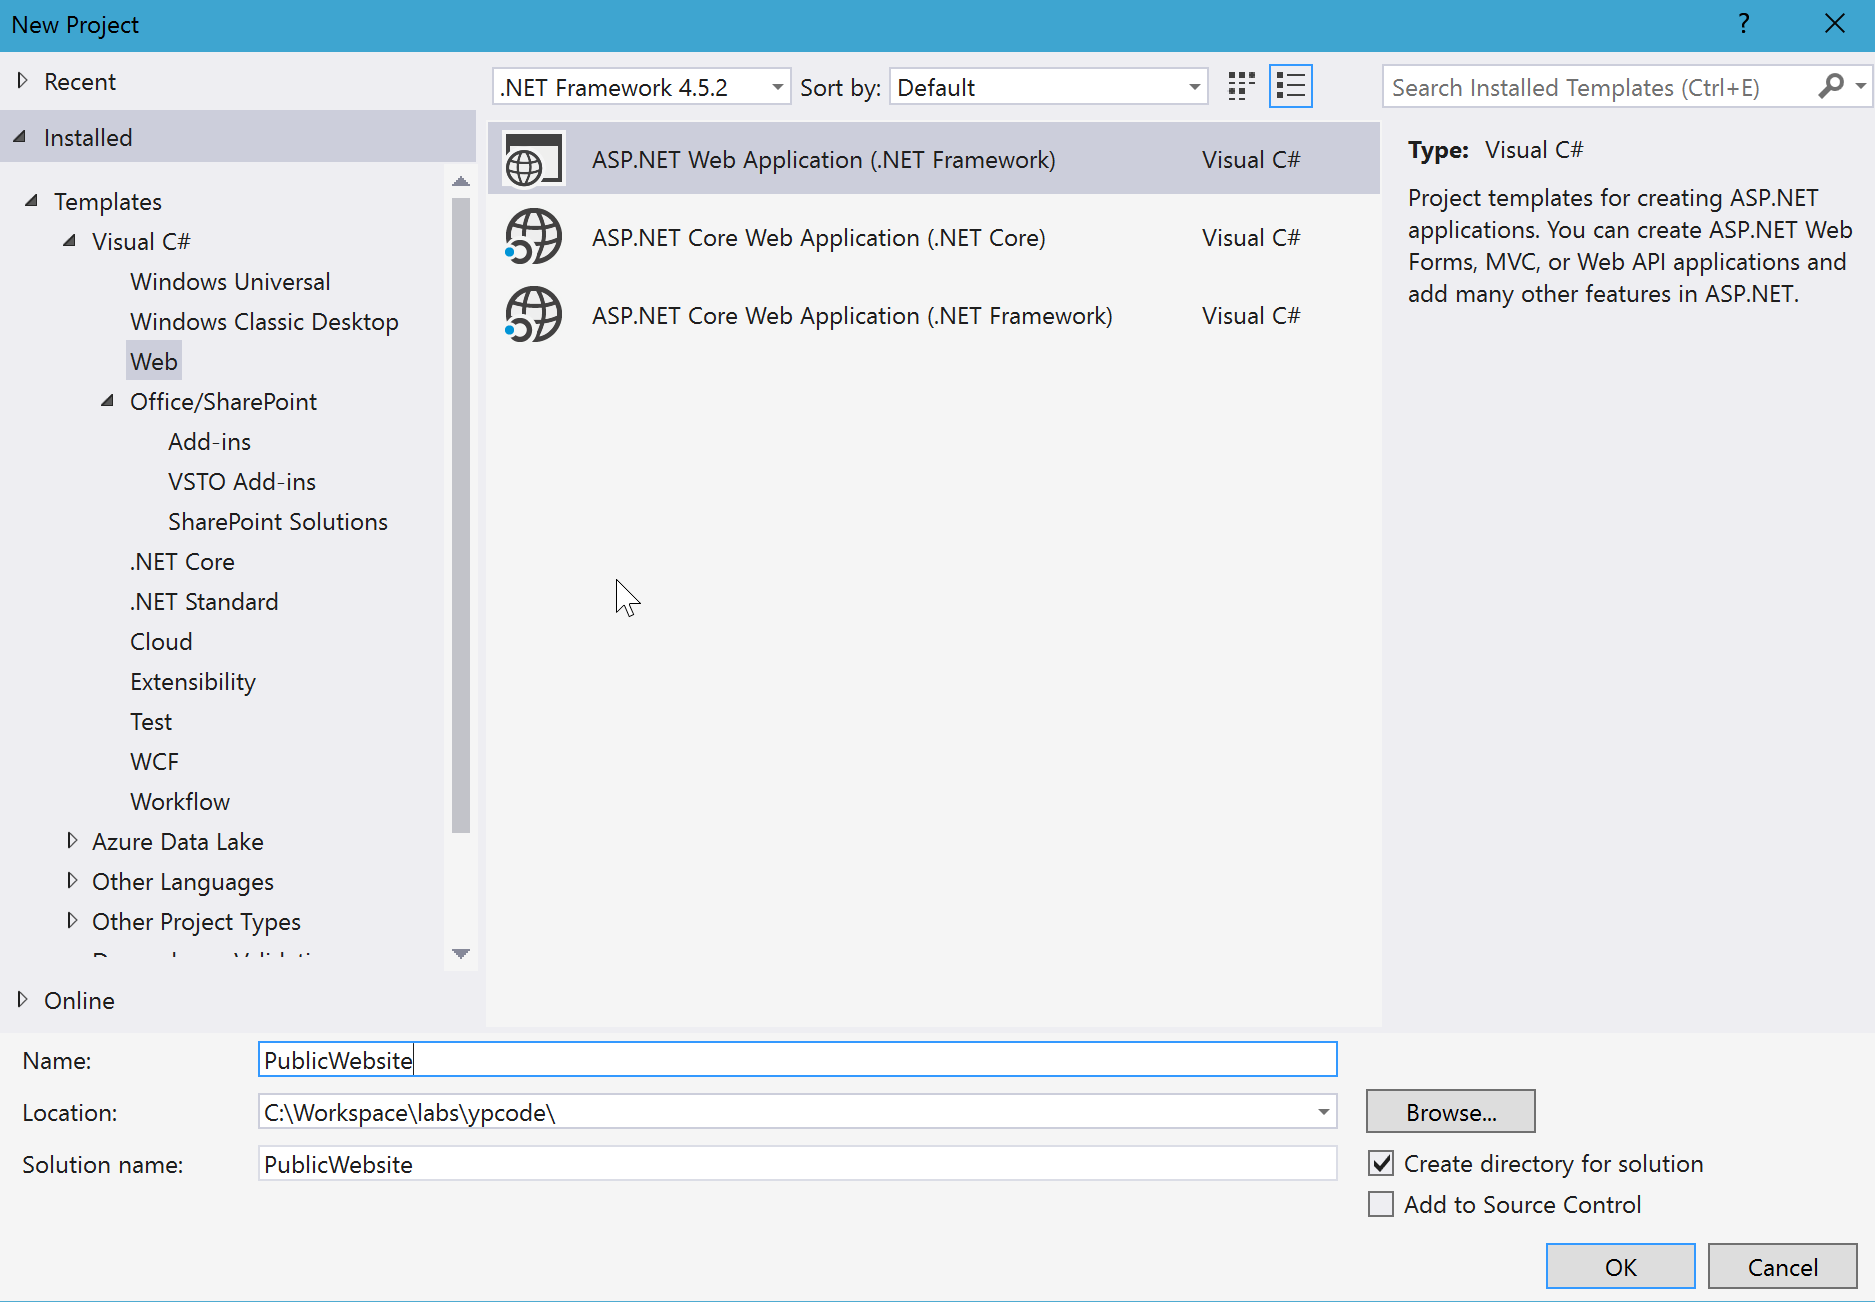 New Project
?
Recent
Installed
Templates
Visual C#
Windows Universal
Windows Classic Desktop
Web
Office/SharePoint
Add-ins
VSTO Add-ins
SharePoint Solutions
.NET Core
.NET Standard
Cloud
Extensibility
Test
WCF
Workflow
Azure Data Lake
Other Languages
Other Project Types
Online
.NET Framework 4.5.2
Sort by:
Default
ASP.NET Web Application (.NET Framework) Visual C#
ASP.NET Core Web Application (.NET Core) Visual C#
ASP.NET Core Web Application (.NET Framework) Visual C#
Search Installed Templates (Ctrl+E)
Type: Visual C#
Project templates for creating ASP.NET
applications. You can create ASP.NET Web
Forms, MVC, or Web API applications and
add many other features in ASP.NET.
Name: PublicWebsite
Location: C:\Workspace\labs\ypcode\
Browse...
Solution name: PublicWebsite
Create directory for solution
Add to Source Control
OK
Cancel